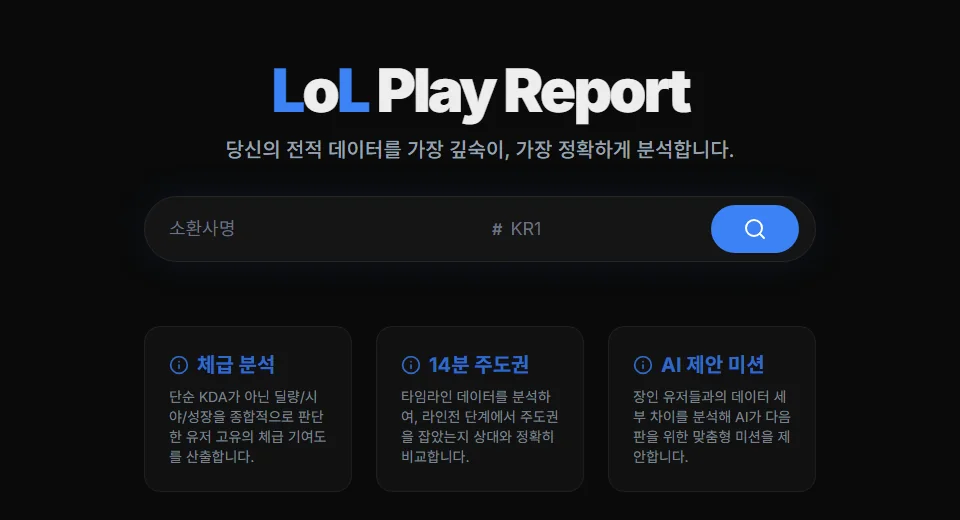 LoL Play Report
당신의 전적 데이터를 가장 깊숙이, 가장 정확하게 분석합니다.
소환사명 # KR1
체급 분석
단순 KDA가 아닌 딜량/시
야/성장을 종합적으로 판단
한 유저 고유의 체급 기여도
를 산출합니다.
14분 주도권
타임라인 데이터를 분석하
여, 라인전 단계에서 주도권
을 잡았는지 상대와 정확히
비교합니다.
AI 제안 미션
장인 유저들과의 데이터 세
부 차이를 분석해 AI가 다음
판을 위한 맞춤형 미션을 제
안합니다.